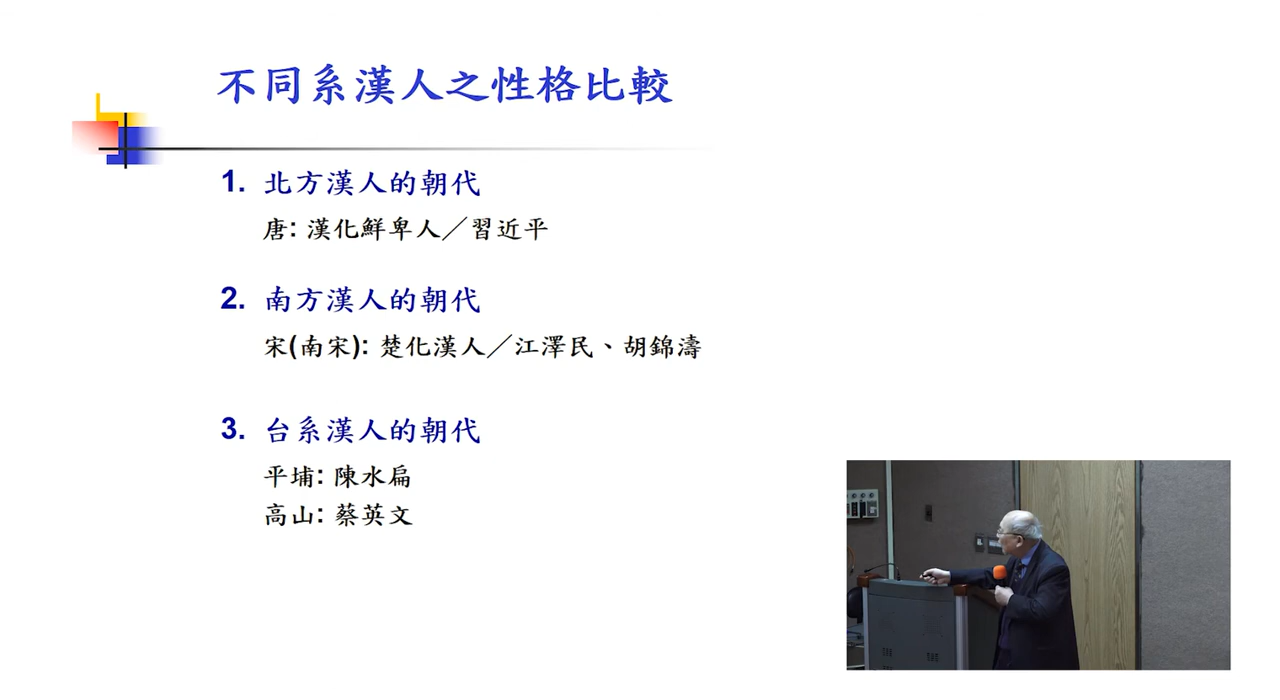 不同系漢人之性格比較
1. 北方漢人的朝代
唐: 漢化鮮卑人／習近平
2. 南方漢人的朝代
宋(南宋): 楚化漢人／江澤民、胡錦濤
3. 台系漢人的朝代
平埔: 陳水扁
高山: 蔡英文